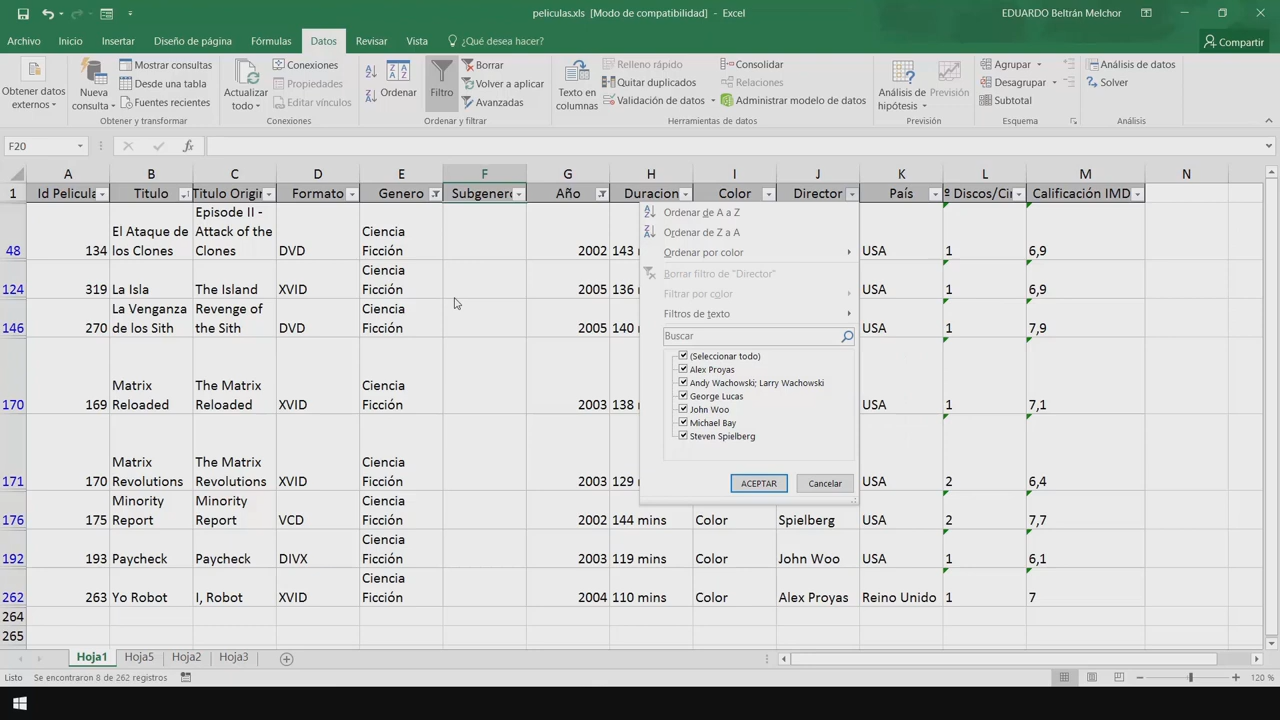 peliculas.xls [Modo de compatibilidad] - Excel
EDUARDO Beltrán Melchor
Archivo Inicio Insertar Diseño de página Fórmulas Datos Revisar Vista ¿Qué desea hacer? Compartir
Obtener datos externos
Nueva consulta
Mostrar consultas
Desde una tabla
Fuentes recientes
Obtener y transformar
Actualizar todo
Conexiones
Propiedades
Editar vínculos
Conexiones
Ordenar
Filtro
Borrar
Volver a aplicar
Avanzadas
Ordenar y filtrar
Texto en columnas
Relleno rápido
Quitar duplicados
Validación de datos
Consolidar
Relaciones
Administrar modelo de datos
Herramientas de datos
Análisis de hipótesis
Previsión
Previsión
Agrupar
Desagrupar
Subtotal
Esquema
Análisis de datos
Solver
Análisis
F20 fx
A B C D E F G H I J K L M N
1 Id Pelicula Titulo Titulo Origin Formato Genero Subgenero Año Duracion Color Director País º Discos/Cin Calificación IMD
Episode II -
El Ataque de Attack of the Ciencia
48 134 los Clones Clones DVD Ficción 2002 143 USA 1 6,9
Ciencia
124 319 La Isla The Island XVID Ficción 2005 136 USA 1 6,9
La Venganza Revenge of Ciencia
146 270 de los Sith the Sith DVD Ficción 2005 140 USA 1 7,9
Matrix The Matrix Ciencia
170 169 Reloaded Reloaded XVID Ficción 2003 138 USA 1 7,1
Matrix The Matrix Ciencia
171 170 Revolutions Revolutions XVID Ficción 2003 129 USA 2 6,4
Minority Minority Ciencia
176 175 Report Report VCD Ficción 2002 144 mins Color Spielberg USA 2 7,7
Ciencia
192 193 Paycheck Paycheck DIVX Ficción 2003 119 mins Color John Woo USA 1 6,1
Ciencia
262 263 Yo Robot I, Robot XVID Ficción 2004 110 mins Color Alex Proyas Reino Unido 1 7
264
265
Ordenar de A a Z
Ordenar de Z a A
Ordenar por color
Borrar filtro de "Director"
Filtrar por color
Filtros de texto
Buscar
(Seleccionar todo)
Alex Proyas
Andy Wachowski; Larry Wachowski
George Lucas
John Woo
Michael Bay
Steven Spielberg
ACEPTAR Cancelar
Hoja1 Hoja5 Hoja2 Hoja3
Listo Se encontraron 8 de 262 registros 120 %